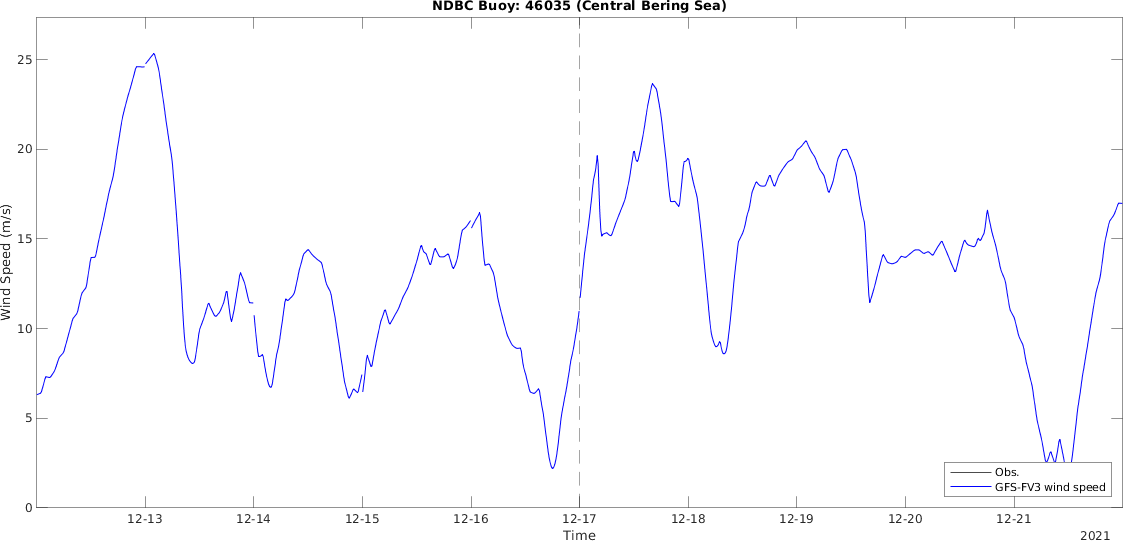 NDBC Buoy: 46035 (Central Bering Sea)
25
20
15
10
5
0
Wind Speed (m/s)
12-13 12-14 12-15 12-16 12-17 12-18 12-19 12-20 12-21
Time
2021
Obs.
GFS-FV3 wind speed